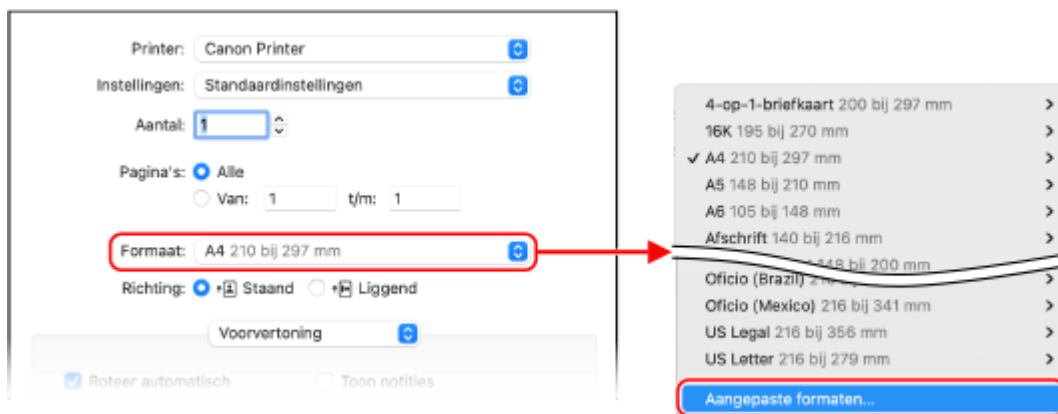 Printer: Canon Printer
Instellingen: Standaardinstellingen
Aantal: 1
Pagina's: Alle
Van: 1 t/m: 1
Formaat: A4 210 bij 297 mm
Richting: Staand Liggend
Voorvertoning
Roteer automatisch Toon notities
4-op-1-briefkaart 200 bij 297 mm
16K 195 bij 270 mm
A4 210 bij 297 mm
A5 148 bij 210 mm
A6 105 bij 148 mm
Afschrift 140 bij 216 mm
148 bij 200 mm
Oficio (Brazil)
Oficio (Mexico) 216 bij 341 mm
US Legal 216 bij 356 mm
US Letter 216 bij 279 mm
Aangepaste formaten...